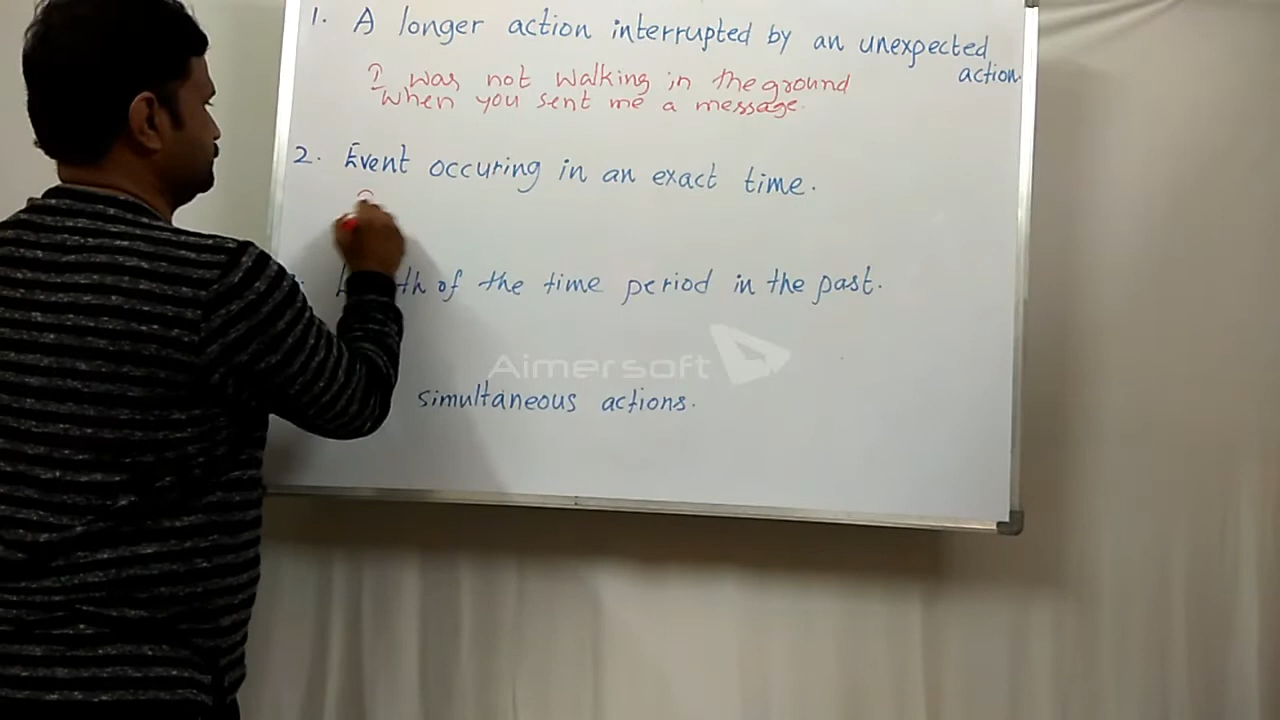 1. A longer action interrupted by an unexpected
action.
I was not walking in the ground
when you sent me a message.
2. Event occuring in an exact time.
of the time period in the past.
Aimersoft
simultaneous actions.